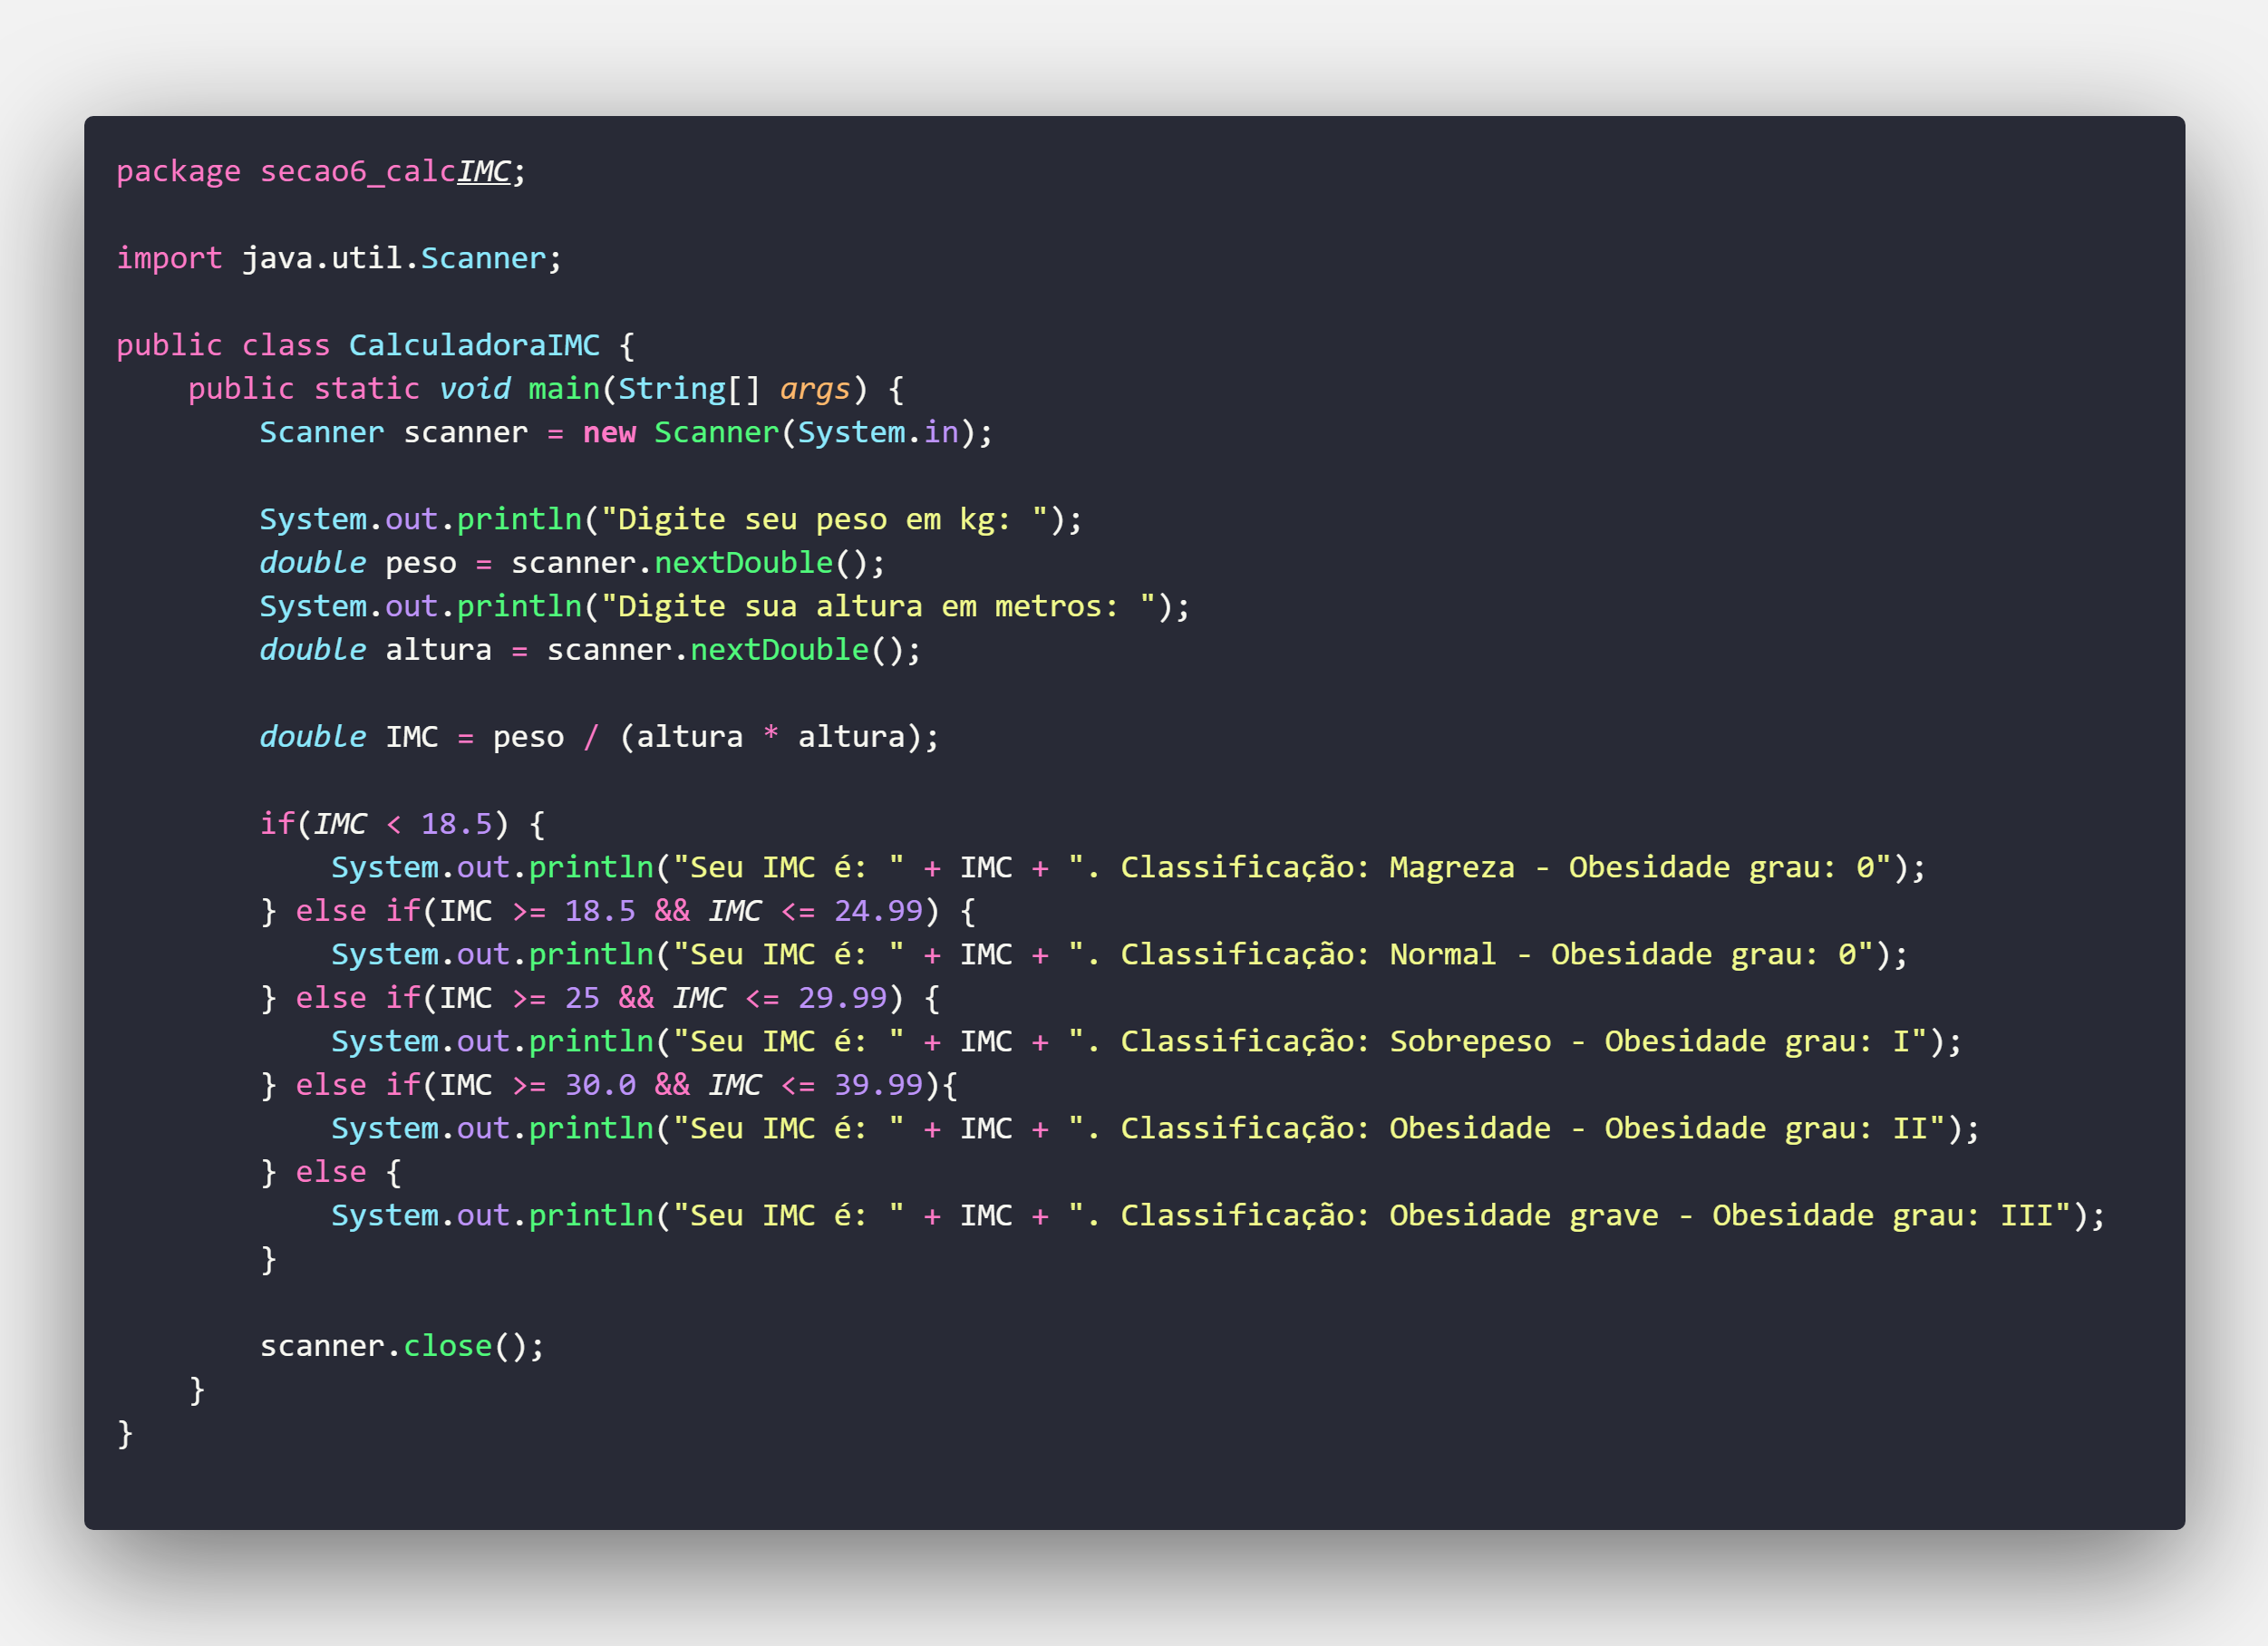 package secao6_calcIMC;
import java.util.Scanner;
public class CalculadoraIMC {
public static void main(String[] args) {
Scanner scanner = new Scanner(System.in);
System.out.println("Digite seu peso em kg: ");
double peso = scanner.nextDouble();
System.out.println("Digite sua altura em metros: ");
double altura = scanner.nextDouble();
double IMC = peso / (altura * altura);
if(IMC < 18.5) {
System.out.println("Seu IMC é: " + IMC + ". Classificação: Magreza - Obesidade grau: 0");
} else if(IMC >= 18.5 && IMC <= 24.99) {
System.out.println("Seu IMC é: " + IMC + ". Classificação: Normal - Obesidade grau: 0");
} else if(IMC >= 25 && IMC <= 29.99) {
System.out.println("Seu IMC é: " + IMC + ". Classificação: Sobrepeso - Obesidade grau: I");
} else if(IMC >= 30.0 && IMC <= 39.99){
System.out.println("Seu IMC é: " + IMC + ". Classificação: Obesidade - Obesidade grau: II");
} else {
System.out.println("Seu IMC é: " + IMC + ". Classificação: Obesidade grave - Obesidade grau: III");
}
scanner.close();
}
}